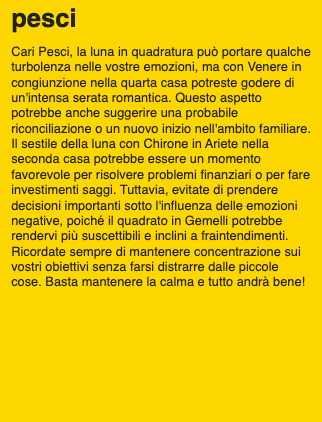 pesci
Cari Pesci, la luna in quadratura può portare qualche
turbolenza nelle vostre emozioni, ma con Venere in
congiunzione nella quarta casa potreste godere di
un'intensa serata romantica. Questo aspetto
potrebbe anche suggerire una probabile
riconciliazione o un nuovo inizio nell'ambito familiare.
Il sestile della luna con Chirone in Ariete nella
seconda casa potrebbe essere un momento
favorevole per risolvere problemi finanziari o per fare
investimenti saggi. Tuttavia, evitate di prendere
decisioni importanti sotto l'influenza delle emozioni
negative, poiché il quadrato in Gemelli potrebbe
rendervi più suscettibili e inclini a fraintendimenti.
Ricordate sempre di mantenere concentrazione sui
vostri obiettivi senza farsi distrarre dalle piccole
cose. Basta mantenere la calma e tutto andrà bene!